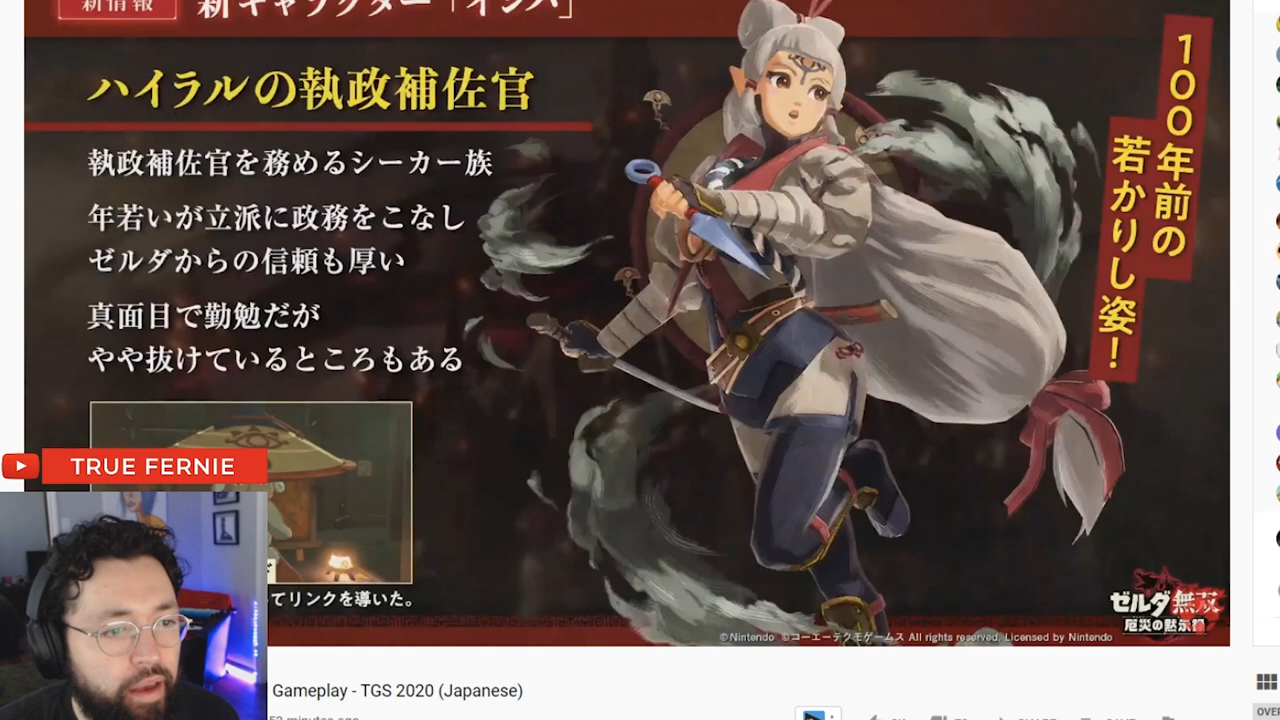 新情報
新キャラクター「インパ」
ハイラルの執政補佐官
執政補佐官を務めるシーカー族
年若いが立派に政務をこなし
ゼルダからの信頼も厚い
真面目で勤勉だが
やや抜けているところもある
100年前の
若かりし姿！
TRUE FERNIE
てリンクを導いた。
ゼルダ無双
厄災の黙示録
©Nintendo ©コーエーテクモゲームス All rights reserved. Licensed by Nintendo
Gameplay - TGS 2020 (Japanese)
52 minutes ago